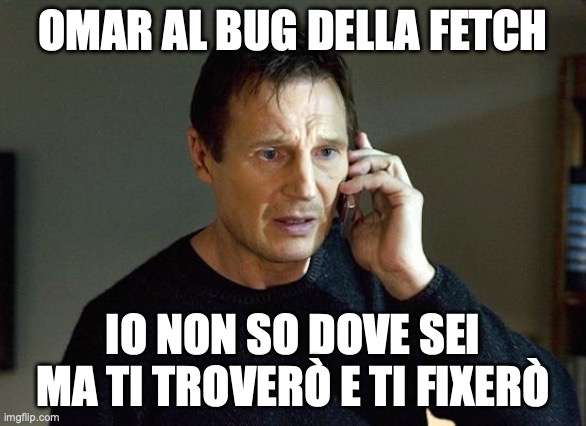 OMAR AL BUG DELLA FETCH
IO NON SO DOVE SEI
MA TI TROVERÒ E TI FIXERÒ
imgflip.com